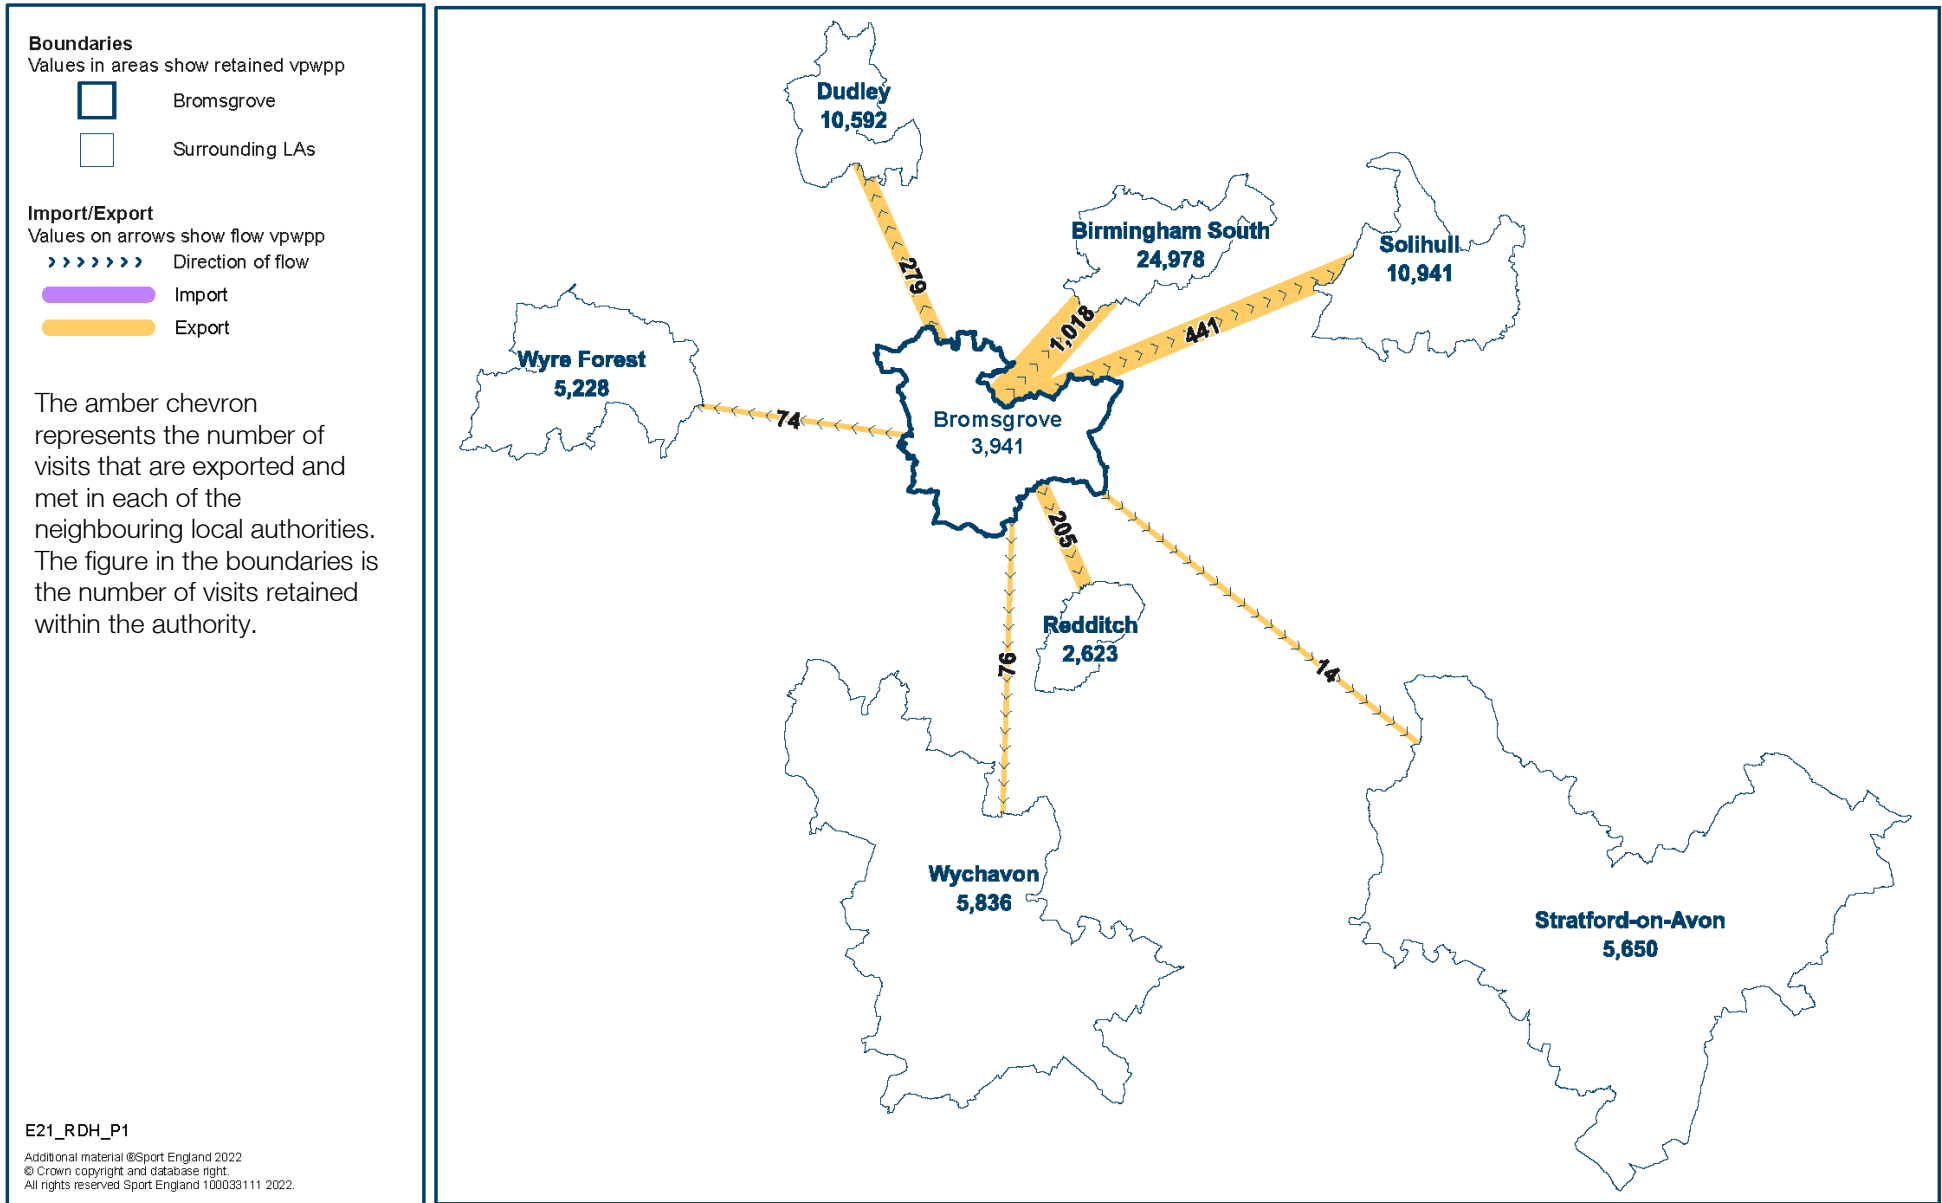 Boundaries
Values in areas show retained vpwpp
Bromsgrove
Surrounding LAs
Import/Export
Values on arrows show flow vpwpp
Direction of flow
Import
Export
The amber chevron
represents the number of
visits that are exported and
met in each of the
neighbouring local authorities.
The figure in the boundaries is
the number of visits retained
within the authority.
E21_RDH_P1
Additional material ®Sport England 2022
© Crown copyright and database right.
All rights reserved Sport England 100033111 2022.
Dudley
10,592
Birmingham South
24,978
Solihull
10,941
279
1,018
441
Wyre Forest
5,228
74
Bromsgrove
3,941
205
Redditch
2,623
76
14
Wychavon
5,836
Stratford-on-Avon
5,650